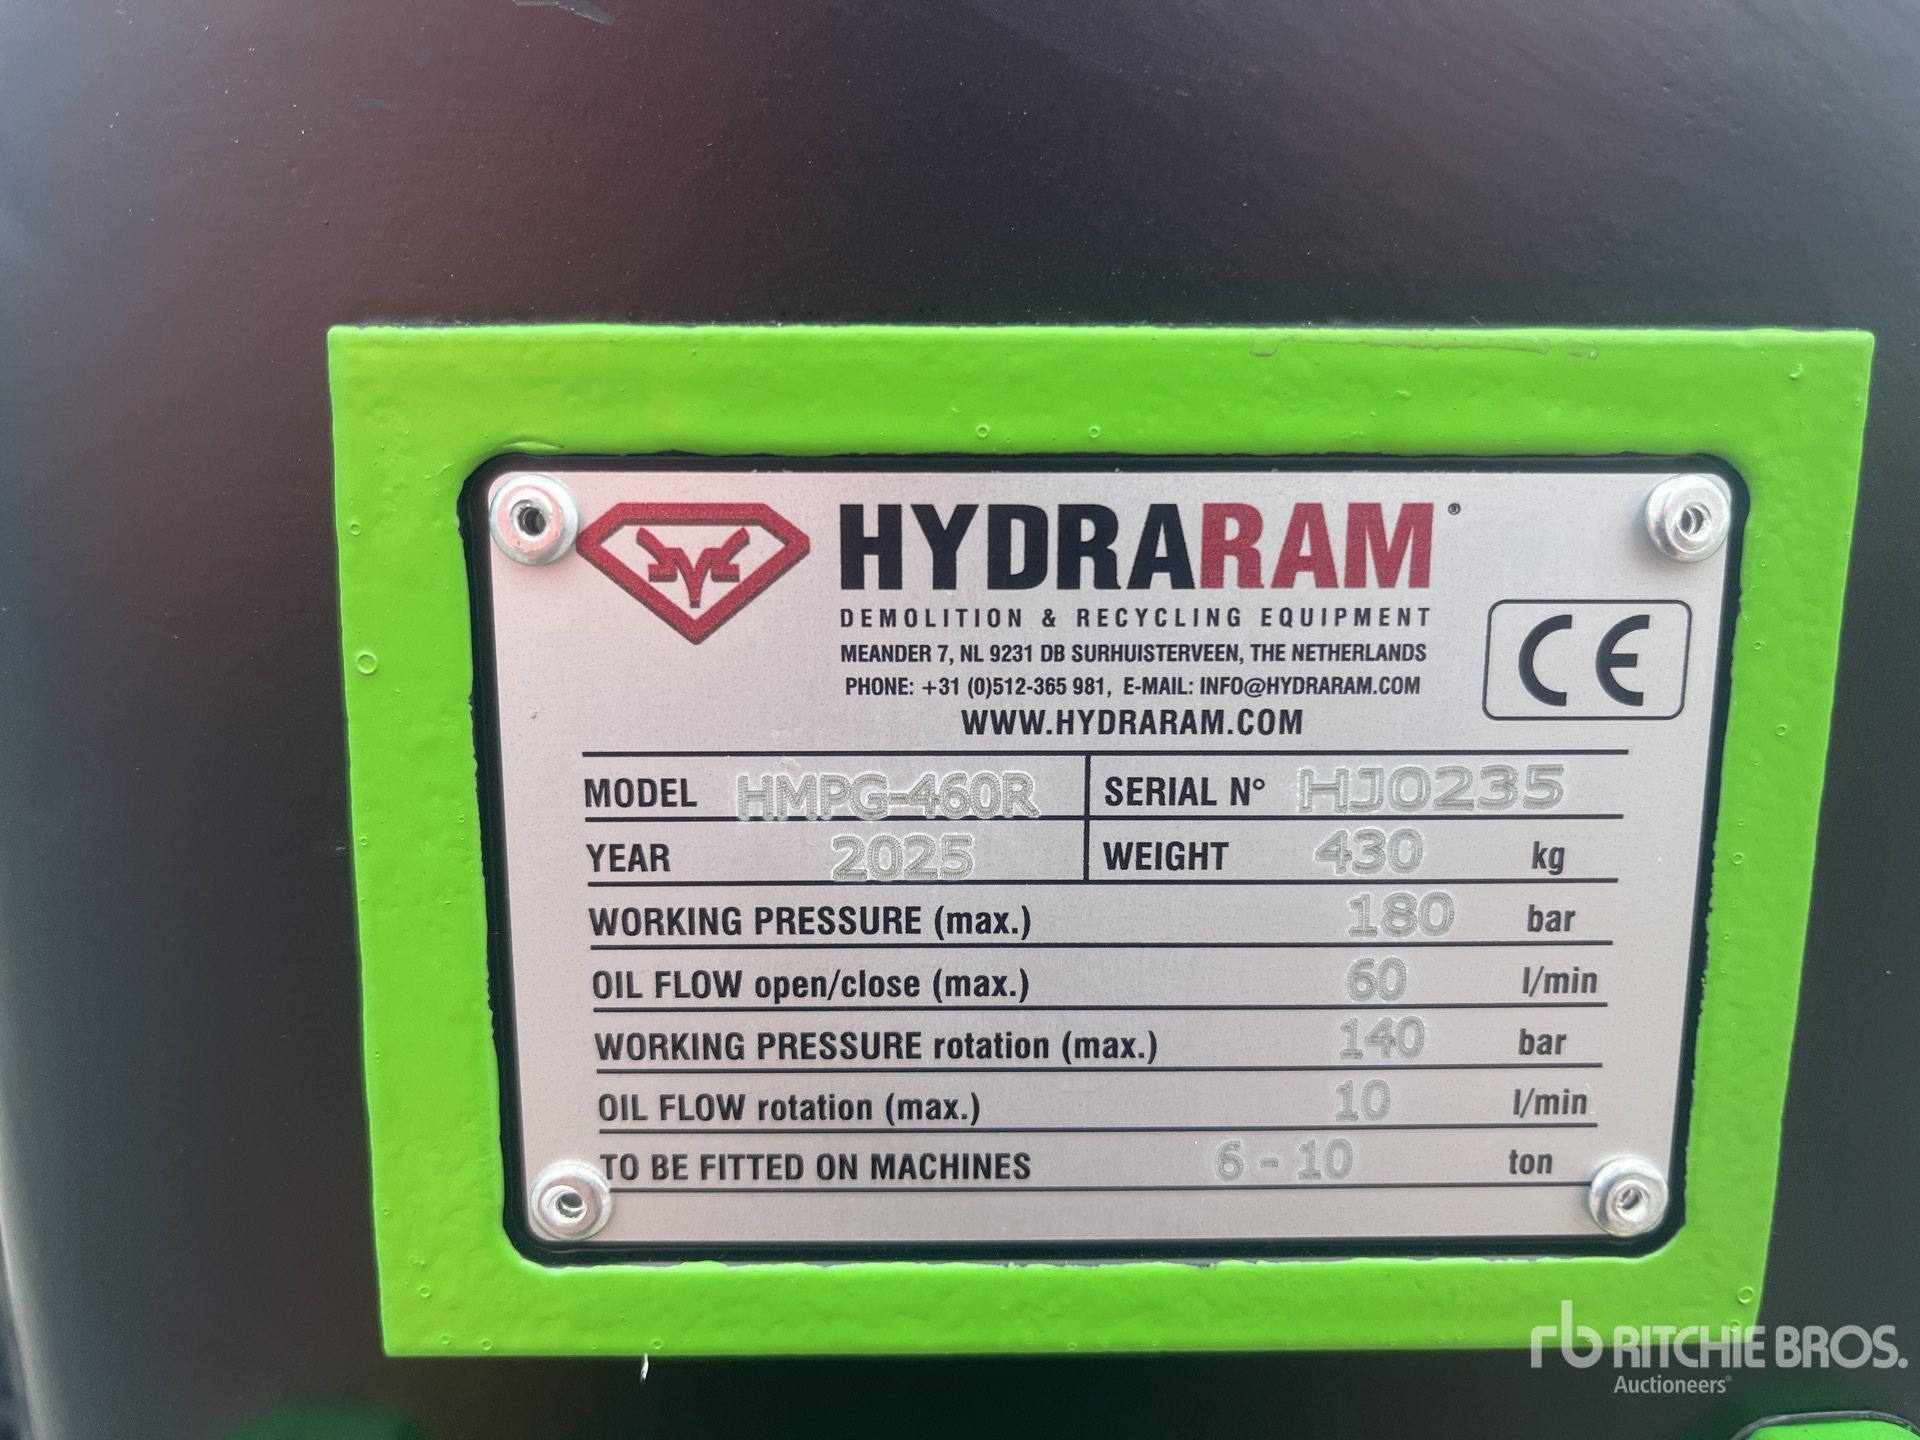 HYDRARAM®
DEMOLITION & RECYCLING EQUIPMENT
MEANDER 7, NL 9231 DB SURHUISTERVEEN, THE NETHERLANDS
PHONE: +31 (0)512-365 981, E-MAIL: INFO@HYDRARAM.COM
WWW.HYDRARAM.COM
CE
MODEL HMPG-460R SERIAL N° HJ0235
YEAR 2025 WEIGHT 430 kg
WORKING PRESSURE (max.) 180 bar
OIL FLOW open/close (max.) 60 l/min
WORKING PRESSURE rotation (max.) 140 bar
OIL FLOW rotation (max.) 10 l/min
TO BE FITTED ON MACHINES 6 - 10 ton
rb RITCHIE BROS.
Auctioneers®